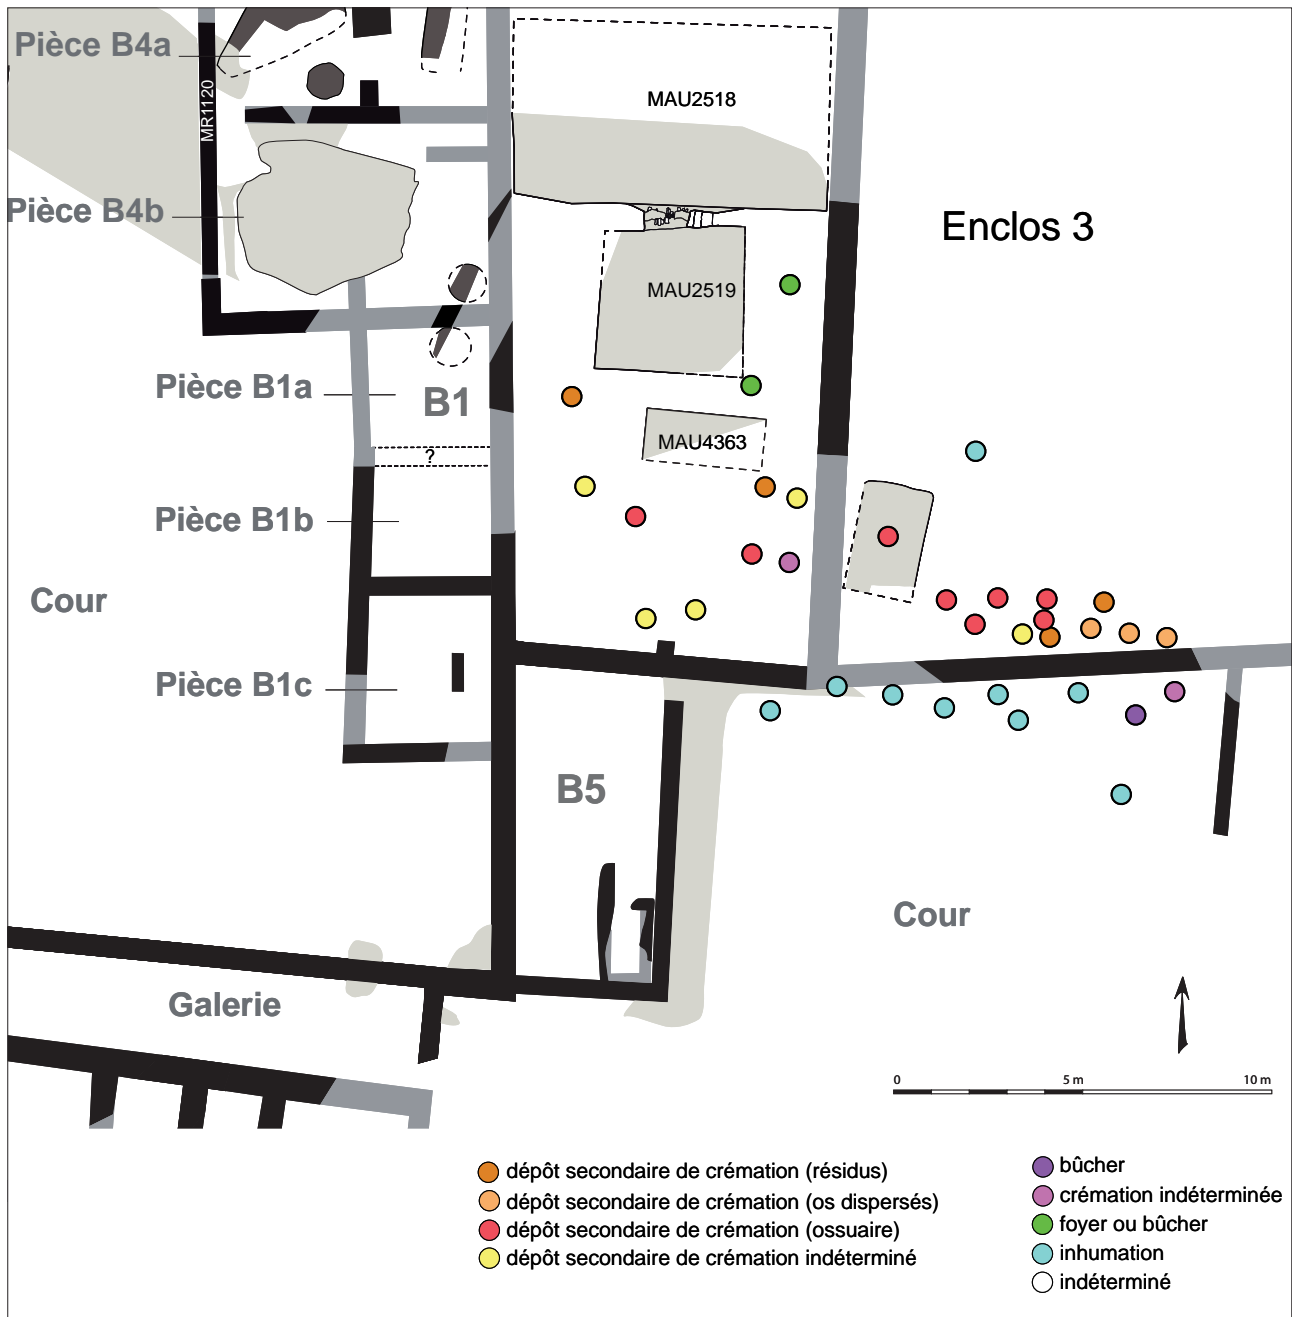 Pièce B4a
MR1120
MAU2518
Pièce B4b
Enclos 3
MAU2519
Pièce B1a
B1
MAU4363
?
Pièce B1b
Cour
Pièce B1c
B5
Cour
Galerie
0 5 m 10 m
dépôt secondaire de crémation (résidus)
dépôt secondaire de crémation (os dispersés)
dépôt secondaire de crémation (ossuaire)
dépôt secondaire de crémation indéterminé
bûcher
crémation indéterminée
foyer ou bûcher
inhumation
indéterminé